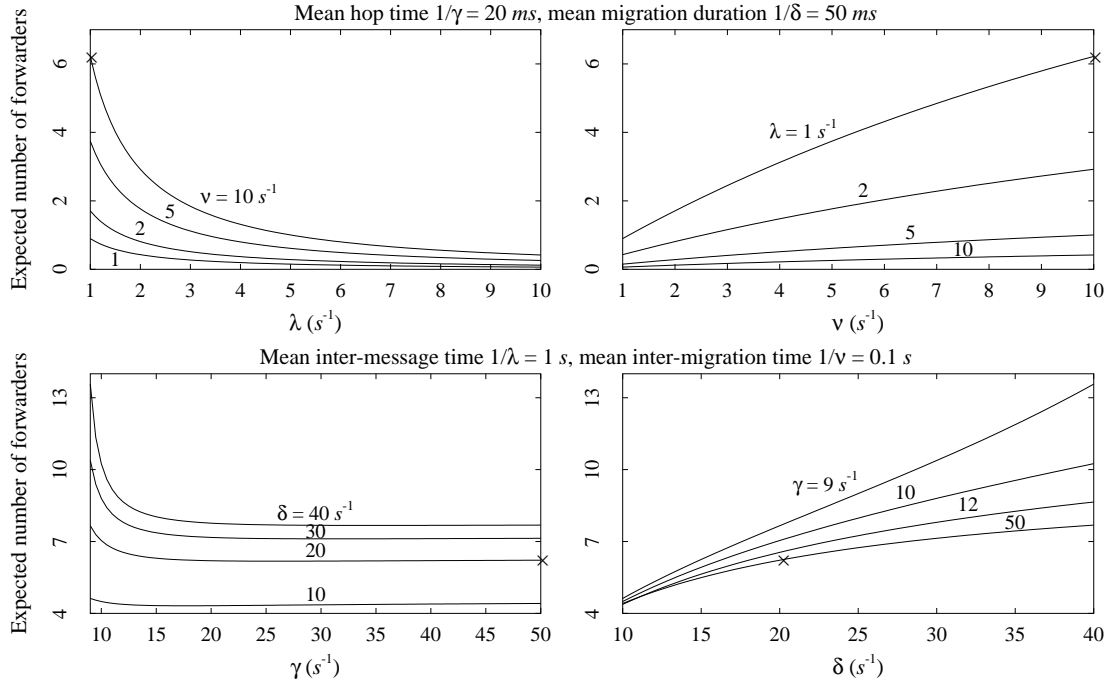 Mean hop time 1/γ = 20 ms, mean migration duration 1/δ = 50 ms
Expected number of forwarders
6
4
2
0
ν = 10 s⁻¹
5
2
1
1 2 3 4 5 6 7 8 9 10
λ (s⁻¹)
6
4
2
0
λ = 1 s⁻¹
2
5
10
1 2 3 4 5 6 7 8 9 10
ν (s⁻¹)
Mean inter-message time 1/λ = 1 s, mean inter-migration time 1/ν = 0.1 s
Expected number of forwarders
13
10
7
4
δ = 40 s⁻¹
30
20
10
10 15 20 25 30 35 40 45 50
γ (s⁻¹)
13
10
7
4
γ = 9 s⁻¹
10
12
50
10 15 20 25 30 35 40
δ (s⁻¹)